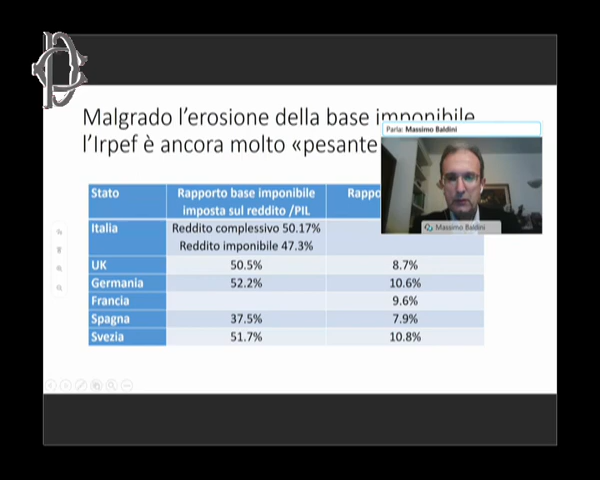 Malgrado l'erosione della base imponibile
l'Irpef è ancora molto «pesante
Parla: Massimo Baldini
Massimo Baldini
Stato Rapporto base imponibile
imposta sul reddito /PIL
Italia Reddito complessivo 50.17%
Reddito imponibile 47.3%
UK 50.5% 8.7%
Germania 52.2% 10.6%
Francia 9.6%
Spagna 37.5% 7.9%
Svezia 51.7% 10.8%